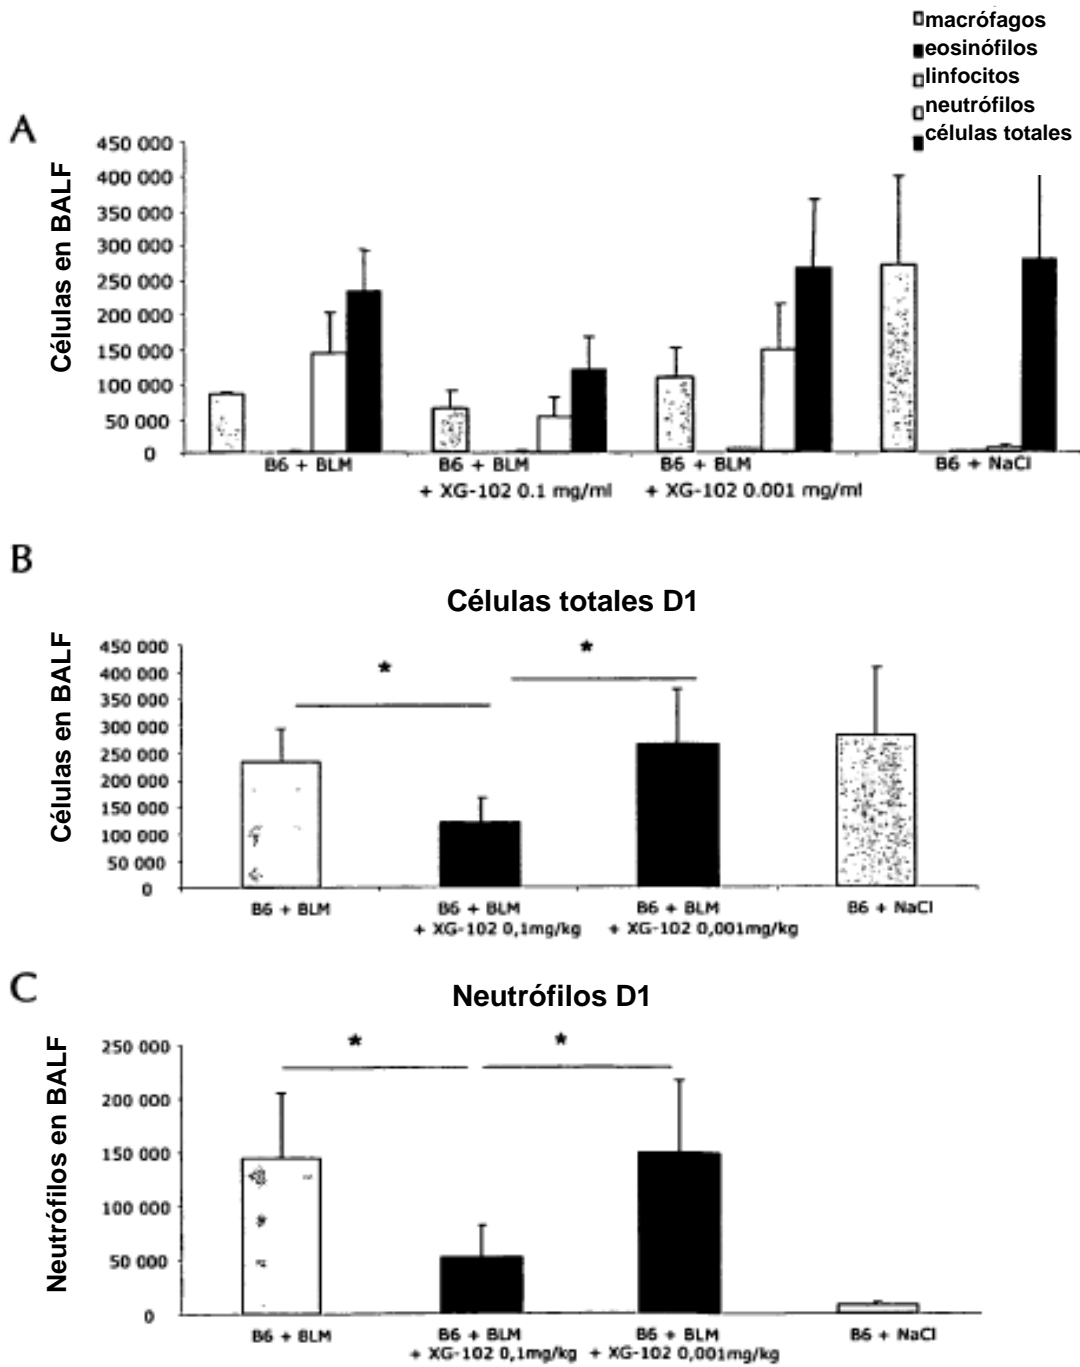 macrófagos
eosinófilos
linfocitos
neutrófilos
células totales
A
Células en BALF
450 000
400 000
350 000
300 000
250 000
200 000
150 000
100 000
50 000
0
B6 + BLM
B6 + BLM
+ XG-102 0.1 mg/ml
B6 + BLM
+ XG-102 0.001 mg/ml
B6 + NaCl
B
Células totales D1
Células en BALF
450 000
400 000
350 000
300 000
250 000
200 000
150 000
100 000
50 000
0
*
*
B6 + BLM
B6 + BLM
+ XG-102 0,1mg/kg
B6 + BLM
+ XG-102 0,001mg/kg
B6 + NaCl
C
Neutrófilos D1
Neutrófilos en BALF
250 000
200 000
150 000
100 000
50 000
0
*
*
B6 + BLM
B6 + BLM
+ XG-102 0,1mg/kg
B6 + BLM
+ XG-102 0,001mg/kg
B6 + NaCl